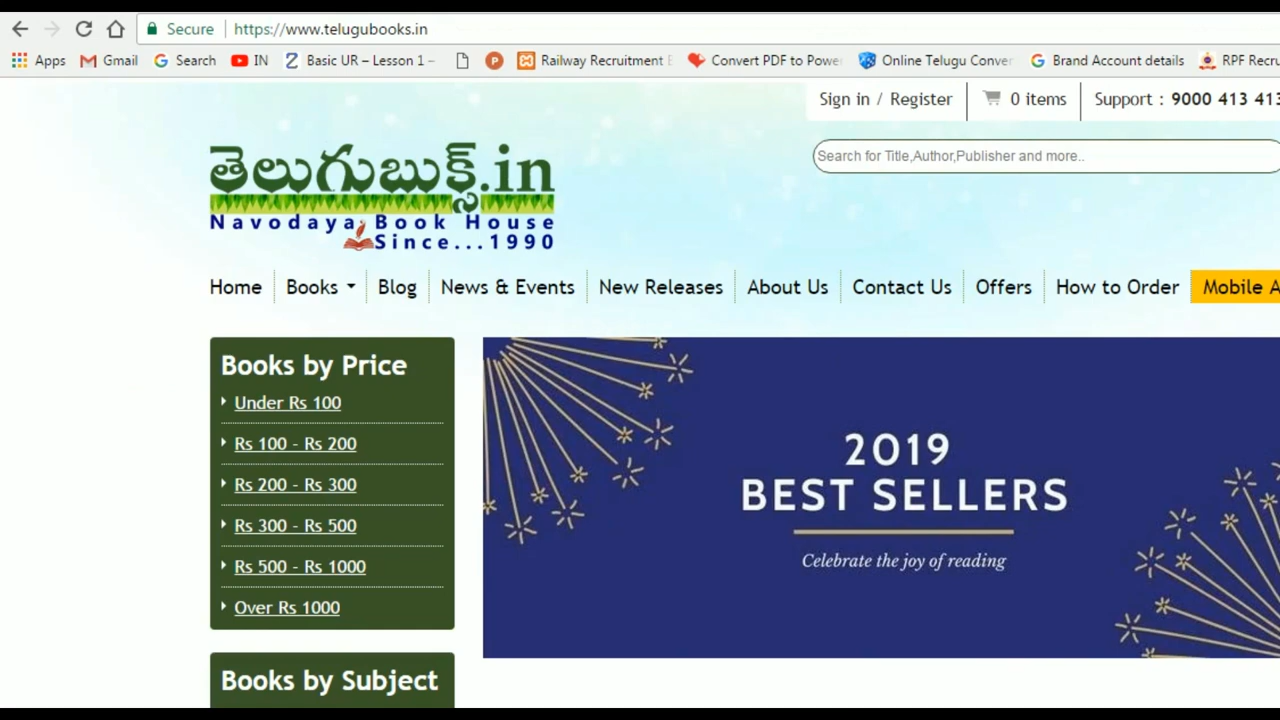 Secure https://www.telugubooks.in
Apps Gmail Search IN Basic UR – Lesson 1 – Railway Recruitment Convert PDF to Powe Online Telugu Conver Brand Account details RPF Recru
Sign in / Register 0 items Support : 9000 413 413
Search for Title,Author,Publisher and more..
తెలుగుబుక్స్.in
Navodaya Book House
Since...1990
Home Books Blog News & Events New Releases About Us Contact Us Offers How to Order Mobile A
Books by Price
Under Rs 100
Rs 100 - Rs 200
Rs 200 - Rs 300
Rs 300 - Rs 500
Rs 500 - Rs 1000
Over Rs 1000
Books by Subject
2019
BEST SELLERS
Celebrate the joy of reading